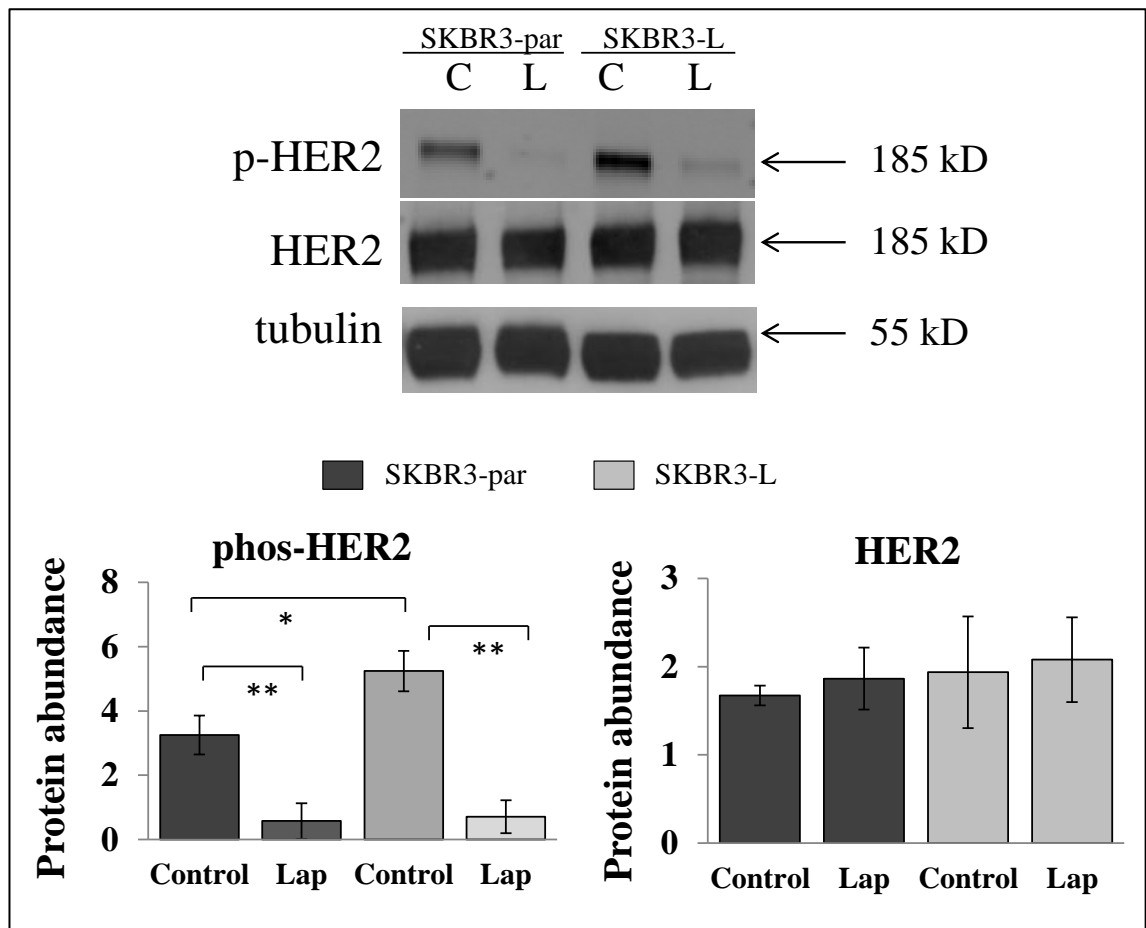 SKBR3-par SKBR3-L
C L C L
p-HER2 185 kD
HER2 185 kD
tubulin 55 kD
SKBR3-par SKBR3-L
phos-HER2
Protein abundance
8
6
4
2
0
*
**
**
Control Lap Control Lap
HER2
Protein abundance
3
2
1
0
Control Lap Control Lap